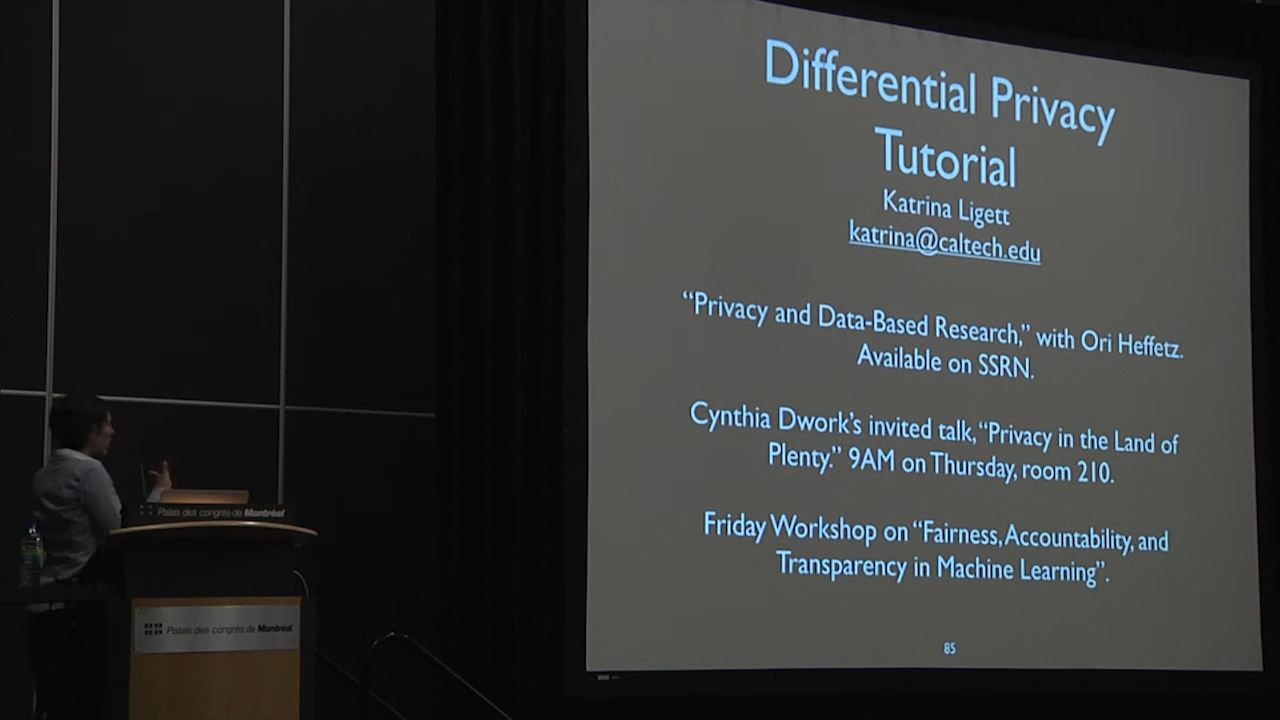 Differential Privacy
Tutorial
Katrina Ligett
katrina@caltech.edu
“Privacy and Data-Based Research,” with Ori Heffetz.
Available on SSRN.
Cynthia Dwork’s invited talk, “Privacy in the Land of
Plenty.” 9AM on Thursday, room 210.
Friday Workshop on “Fairness, Accountability, and
Transparency in Machine Learning”.
85
Palais des congrès de Montréal
Palais des congrès de Montréal